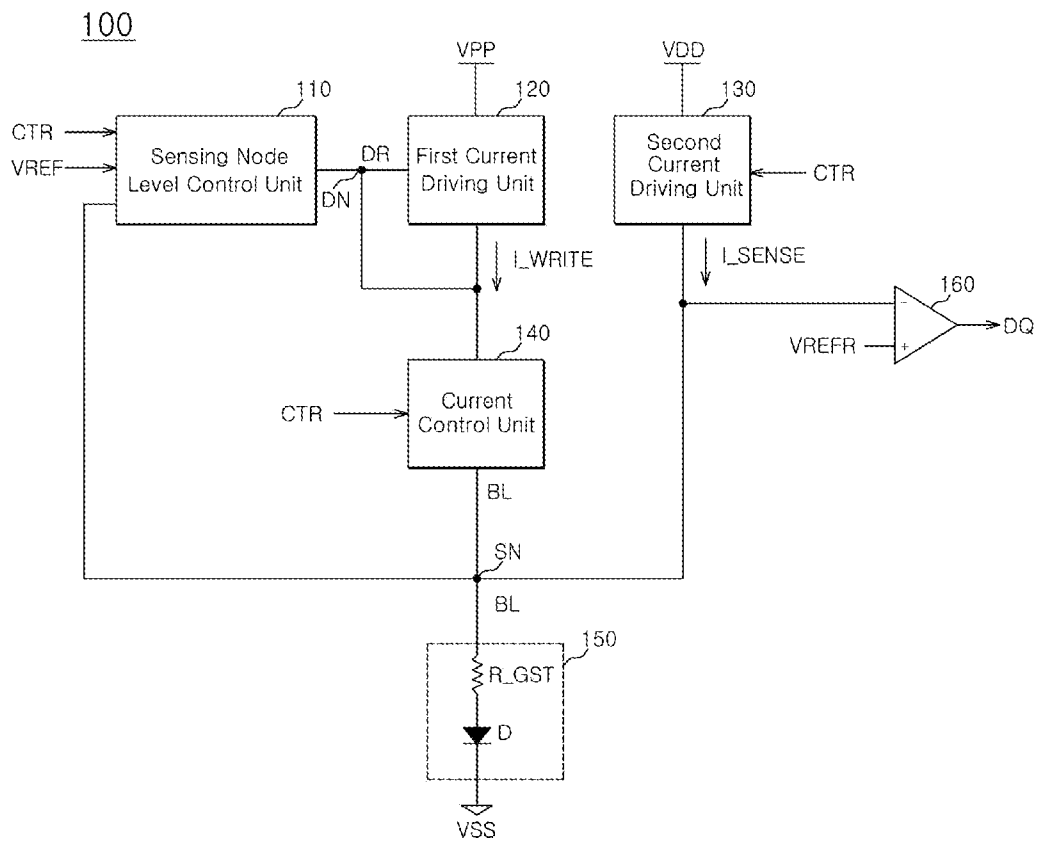 100
VPP
VDD
110
120
130
CTR
VREF
Sensing Node
Level Control Unit
DR
DN
First Current
Driving Unit
Second
Current
Driving Unit
CTR
I_WRITE
I_SENSE
160
-
+
VREFR
DQ
140
CTR
Current
Control Unit
BL
SN
BL
150
R_GST
D
VSS